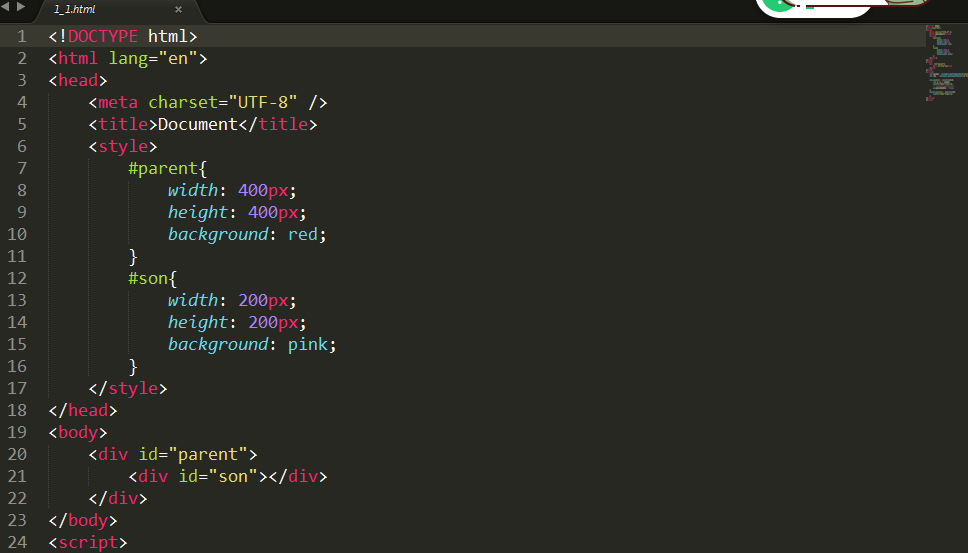 1_1.html ×
1 <!DOCTYPE html>
2 <html lang="en">
3 <head>
4 <meta charset="UTF-8" />
5 <title>Document</title>
6 <style>
7 #parent{
8 width: 400px;
9 height: 400px;
10 background: red;
11 }
12 #son{
13 width: 200px;
14 height: 200px;
15 background: pink;
16 }
17 </style>
18 </head>
19 <body>
20 <div id="parent">
21 <div id="son"></div>
22 </div>
23 </body>
24 <script>